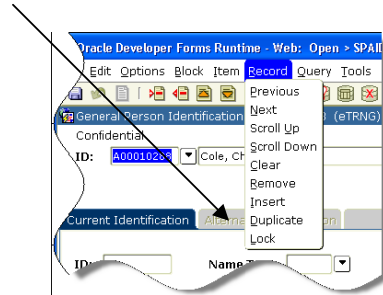 Oracle Developer Forms Runtime - Web: Open > SPAID
Edit Options Block Item Record Query Tools
Previous
Next
Scroll Up
Scroll Down
Clear
Remove
Insert
Duplicate
Lock
General Person Identification (eTRNG)
Confidential
ID: Cole, Ch
Current Identification
ID: Name